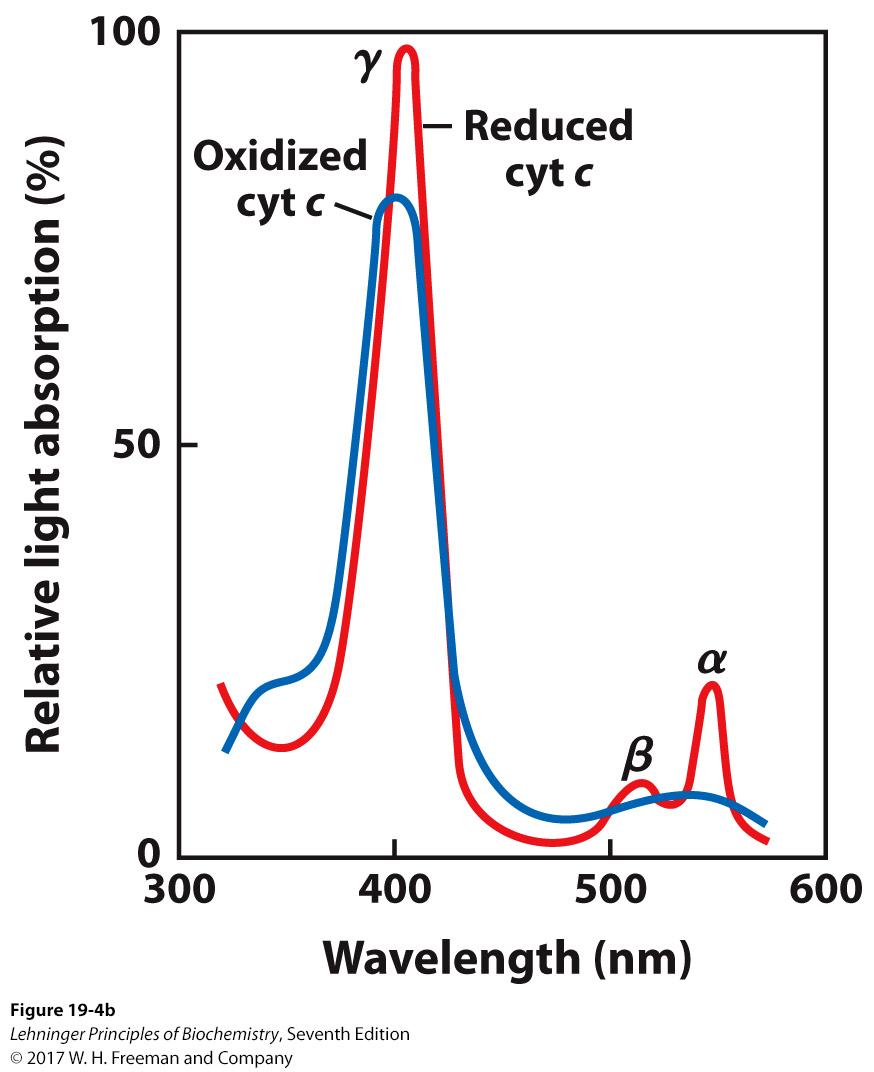 100
γ
Reduced
cyt c
Oxidized
cyt c
Relative light absorption (%)
50
α
β
0
300 400 500 600
Wavelength (nm)
Figure 19-4b
Lehninger Principles of Biochemistry, Seventh Edition
© 2017 W. H. Freeman and Company